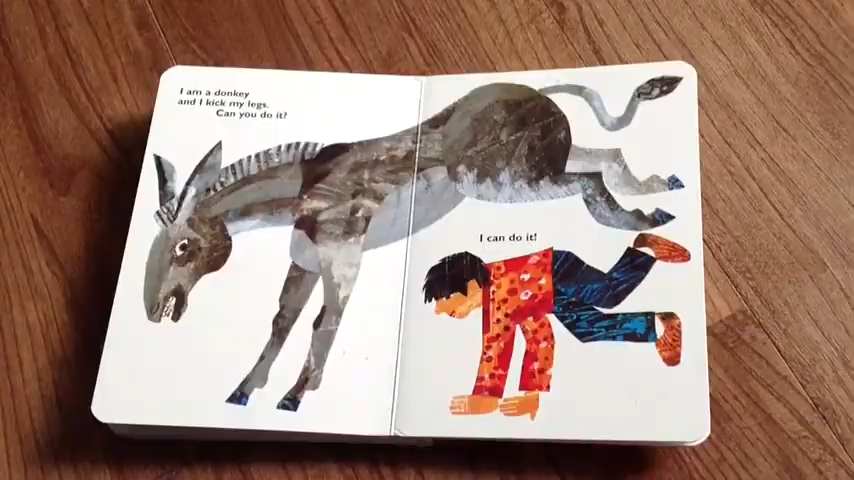 I am a donkey
and I kick my legs.
Can you do it?
I can do it!